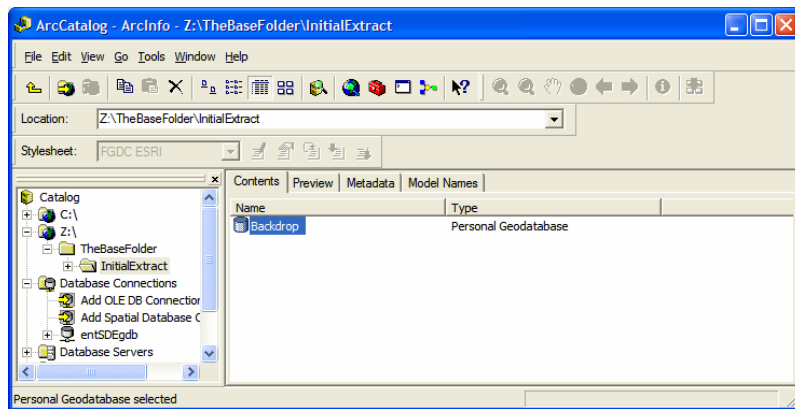 ArcCatalog - ArcInfo - Z:\TheBaseFolder\InitialExtract
File Edit View Go Tools Window Help
Location: Z:\TheBaseFolder\InitialExtract
Stylesheet: FGDC ESRI
Contents Preview Metadata Model Names
Catalog
C:\
Z:\
TheBaseFolder
InitialExtract
Database Connections
Add OLE DB Connection
Add Spatial Database C
entSDEgdb
Database Servers
Name Type
Backdrop Personal Geodatabase
Personal Geodatabase selected